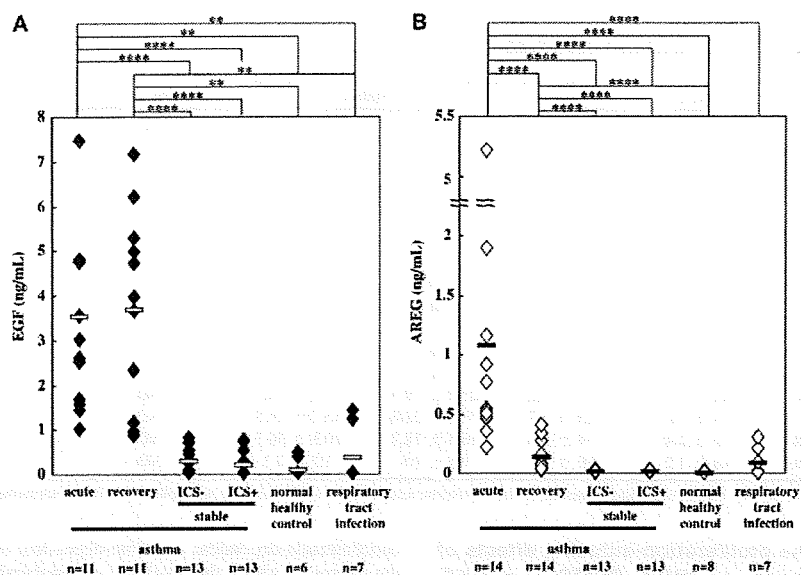 A
**
**
****
****
**
**
****
****
8
7
6
5
4
3
2
1
0
EGF (ng/mL)
acute recovery ICS- ICS+ normal healthy control respiratory tract infection
stable
asthma
n=11 n=11 n=13 n=13 n=6 n=7
B
****
****
****
****
****
****
****
****
5.5
5
2
1.5
1
0.5
0
AREG (ng/mL)
acute recovery ICS- ICS+ normal healthy control respiratory tract infection
stable
asthma
n=14 n=14 n=13 n=13 n=8 n=7